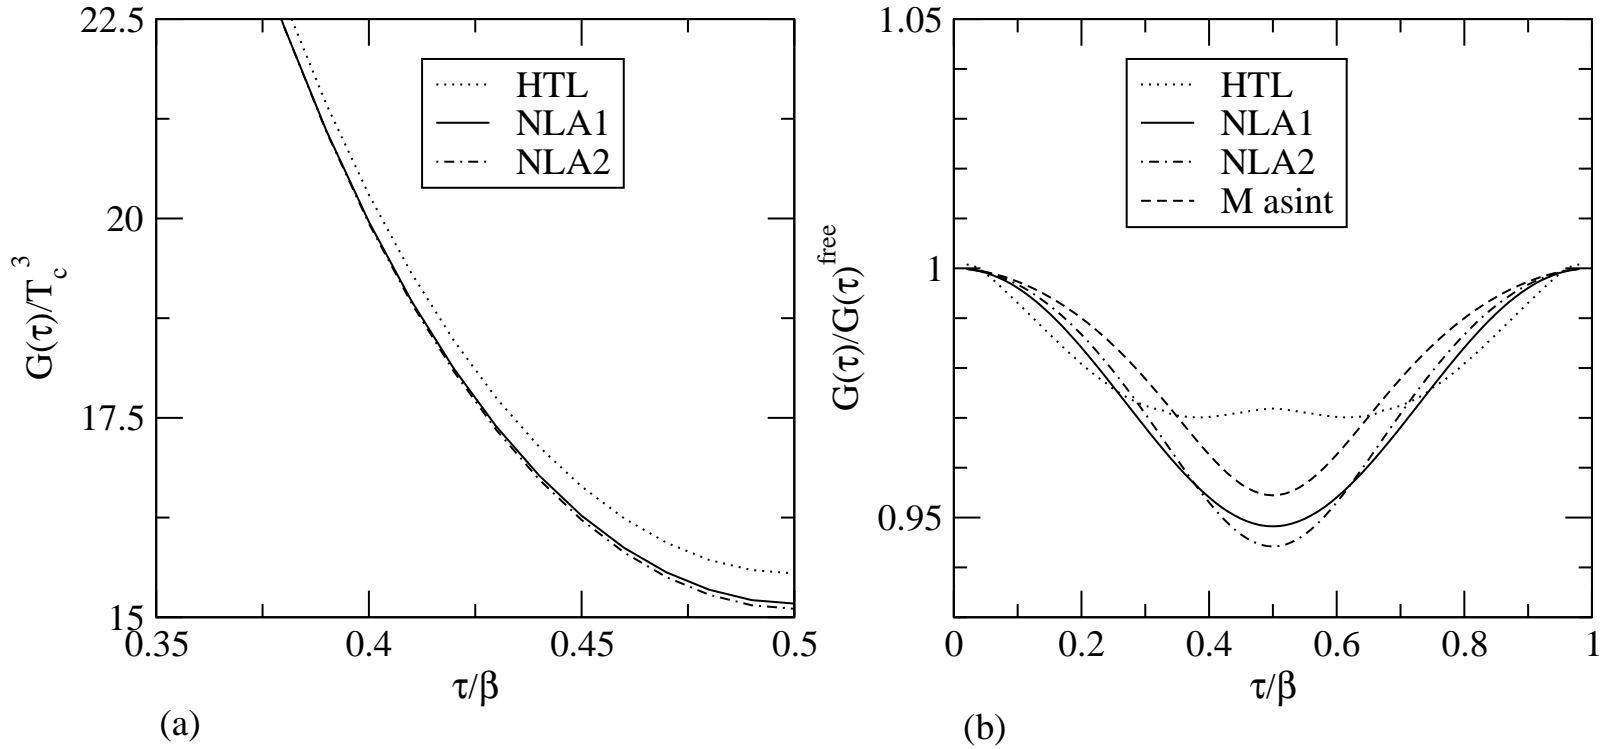 22.5
20
17.5
15
0.35
0.4
0.45
0.5
τ/β
G(τ)/T_c^3
HTL
NLA1
NLA2
(a)
1.05
1
0.95
0
0.2
0.4
0.6
0.8
1
τ/β
G(τ)/G(τ)^free
HTL
NLA1
NLA2
M asint
(b)